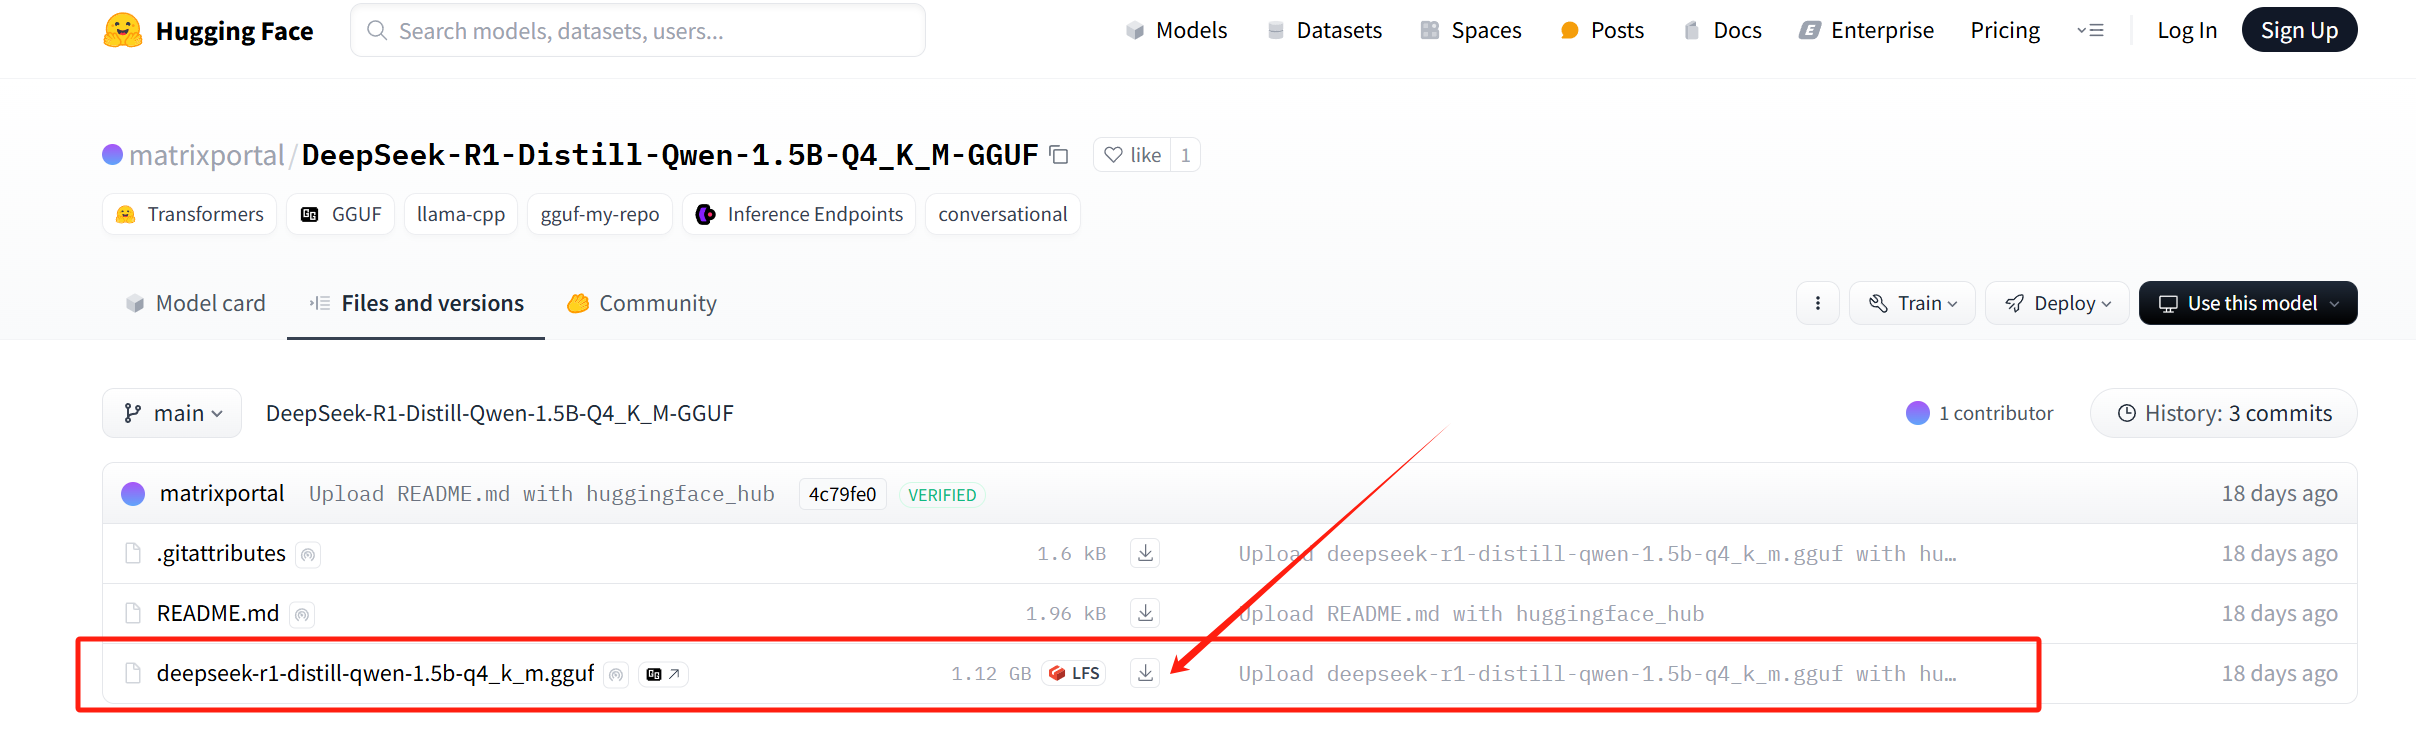 Hugging Face Search models, datasets, users... Models Datasets Spaces Posts Docs Enterprise Pricing Log In Sign Up
matrixportal/DeepSeek-R1-Distill-Qwen-1.5B-Q4_K_M-GGUF like 1
Transformers GGUF llama-cpp gguf-my-repo Inference Endpoints conversational
Model card Files and versions Community Train Deploy Use this model
main DeepSeek-R1-Distill-Qwen-1.5B-Q4_K_M-GGUF 1 contributor History: 3 commits
matrixportal Upload README.md with huggingface_hub 4c79fe0 VERIFIED 18 days ago
.gitattributes 1.6 kB Upload deepseek-r1-distill-qwen-1.5b-q4_k_m.gguf with hu… 18 days ago
README.md 1.96 kB Upload README.md with huggingface_hub 18 days ago
deepseek-r1-distill-qwen-1.5b-q4_k_m.gguf 1.12 GB LFS Upload deepseek-r1-distill-qwen-1.5b-q4_k_m.gguf with hu… 18 days ago